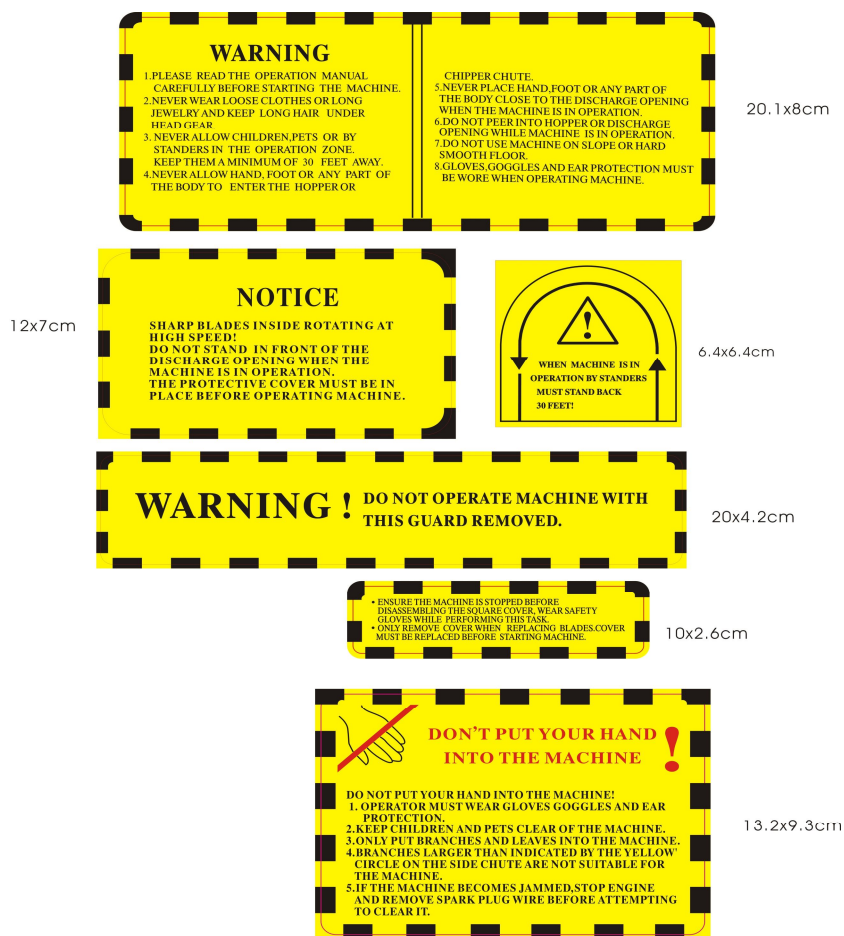 WARNING
1.PLEASE READ THE OPERATION MANUAL
CAREFULLY BEFORE STARTING THE MACHINE.
2.NEVER WEAR LOOSE CLOTHES OR LONG
JEWELRY AND KEEP LONG HAIR UNDER
HEAD GEAR
3. NEVER ALLOW CHILDREN,PETS OR BY
STANDERS IN THE OPERATION ZONE.
KEEP THEM A MINIMUM OF 30 FEET AWAY.
4.NEVER ALLOW HAND, FOOT OR ANY PART OF
THE BODY TO ENTER THE HOPPER OR
CHIPPER CHUTE.
5.NEVER PLACE HAND,FOOT OR ANY PART OF
THE BODY CLOSE TO THE DISCHARGE OPENING
WHEN THE MACHINE IS IN OPERATION.
6.DO NOT PEER INTO HOPPER OR DISCHARGE
OPENING WHILE MACHINE IS IN OPERATION.
7.DO NOT USE MACHINE ON SLOPE OR HARD
SMOOTH FLOOR.
8.GLOVES,GOGGLES AND EAR PROTECTION MUST
BE WORE WHEN OPERATING MACHINE.
20.1x8cm
12x7cm
NOTICE
SHARP BLADES INSIDE ROTATING AT
HIGH SPEED!
DO NOT STAND IN FRONT OF THE
DISCHARGE OPENING WHEN THE
MACHINE IS IN OPERATION.
THE PROTECTIVE COVER MUST BE IN
PLACE BEFORE OPERATING MACHINE.
!
WHEN MACHINE IS IN
OPERATION BY STANDERS
MUST STAND BACK
30 FEET!
6.4x6.4cm
WARNING !
DO NOT OPERATE MACHINE WITH
THIS GUARD REMOVED.
20x4.2cm
• ENSURE THE MACHINE IS STOPPED BEFORE
DISASSEMBLING THE SQUARE COVER, WEAR SAFETY
GLOVES WHILE PERFORMING THIS TASK.
• ONLY REMOVE COVER WHEN REPLACING BLADES.COVER
MUST BE REPLACED BEFORE STARTING MACHINE.
10x2.6cm
DON'T PUT YOUR HAND
INTO THE MACHINE
!
DO NOT PUT YOUR HAND INTO THE MACHINE!
1. OPERATOR MUST WEAR GLOVES GOGGLES AND EAR
PROTECTION.
2.KEEP CHILDREN AND PETS CLEAR OF THE MACHINE.
3.ONLY PUT BRANCHES AND LEAVES INTO THE MACHINE.
4.BRANCHES LARGER THAN INDICATED BY THE YELLOW'
CIRCLE ON THE SIDE CHUTE ARE NOT SUITABLE FOR
THE MACHINE.
5.IF THE MACHINE BECOMES JAMMED,STOP ENGINE
AND REMOVE SPARK PLUG WIRE BEFORE ATTEMPTING
TO CLEAR IT.
13.2x9.3cm